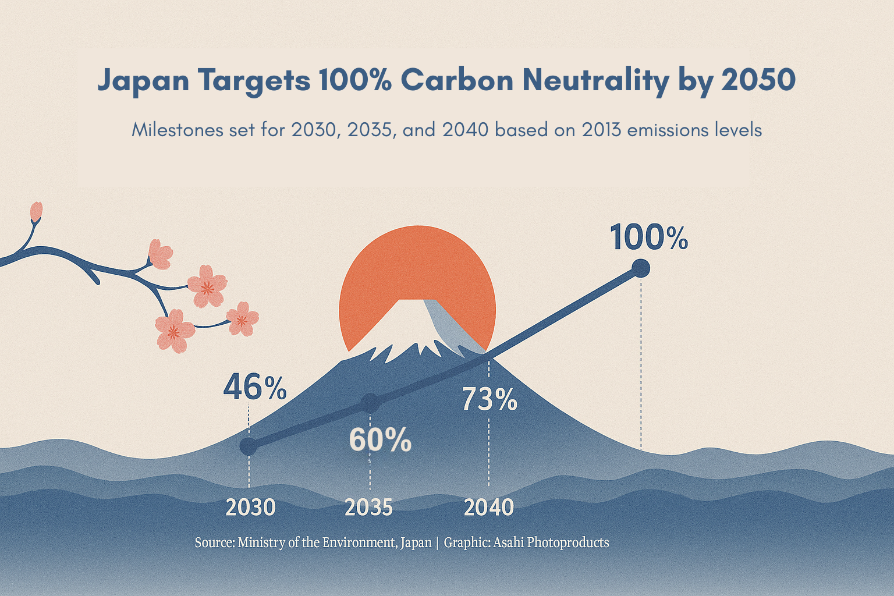 Japan Targets 100% Carbon Neutrality by 2050
Milestones set for 2030, 2035, and 2040 based on 2013 emissions levels
100%
46%
73%
60%
2030 2035 2040
Source: Ministry of the Environment, Japan | Graphic: Asahi Photoproducts